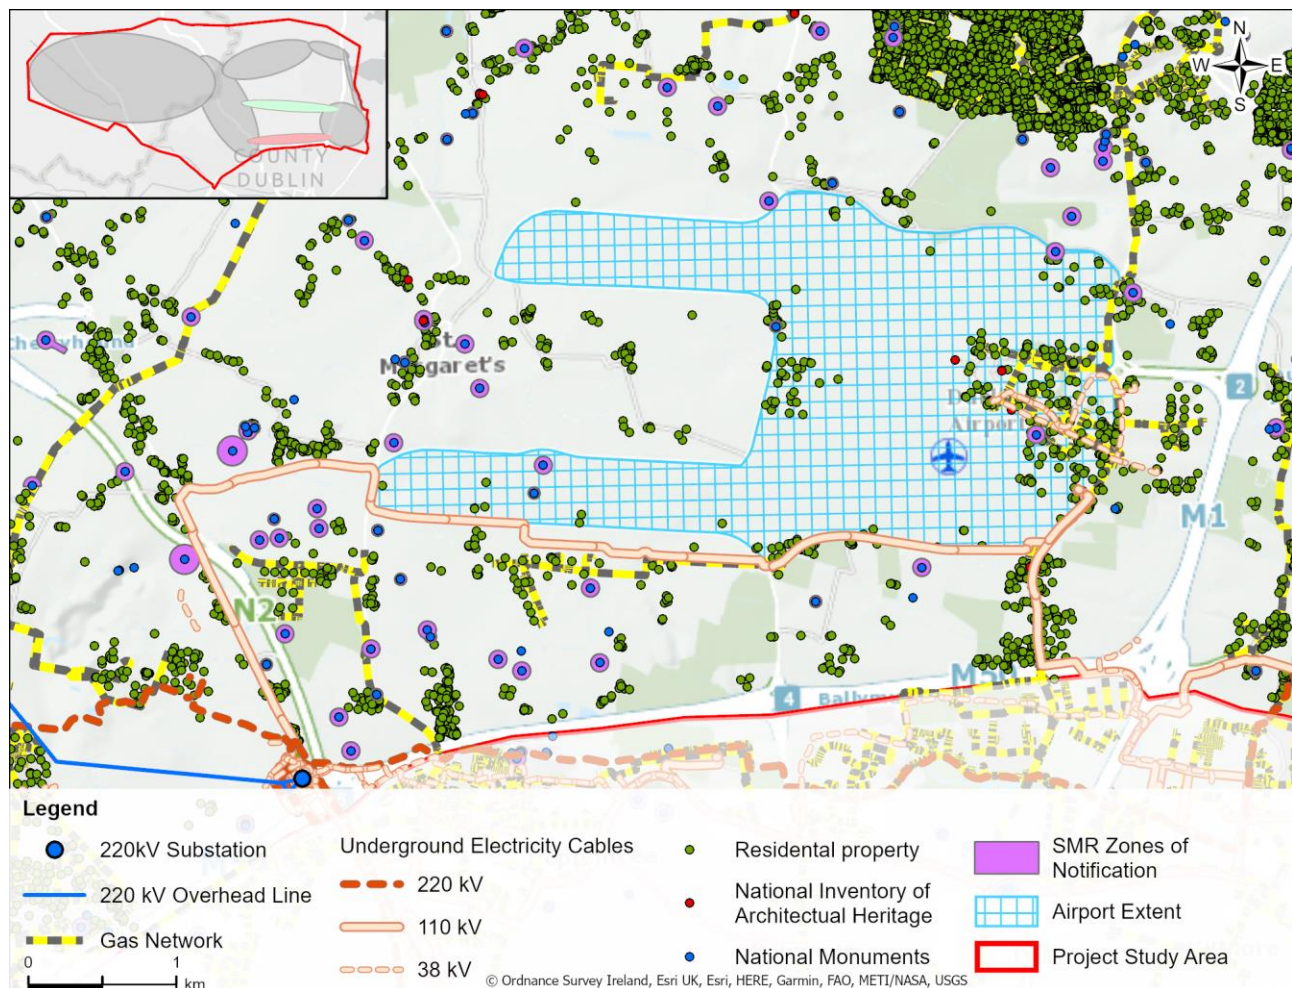 COUNTY
DUBLIN
N
W E
S
St.
Margaret's
2
Airport
M1
N2
M50
4
Legend
220kV Substation
220 kV Overhead Line
Gas Network
0 1
km
Underground Electricity Cables
220 kV
110 kV
38 kV
Residental property
National Inventory of
Architectual Heritage
National Monuments
SMR Zones of
Notification
Airport Extent
Project Study Area
© Ordnance Survey Ireland, Esri UK, Esri, HERE, Garmin, FAO, METI/NASA, USGS